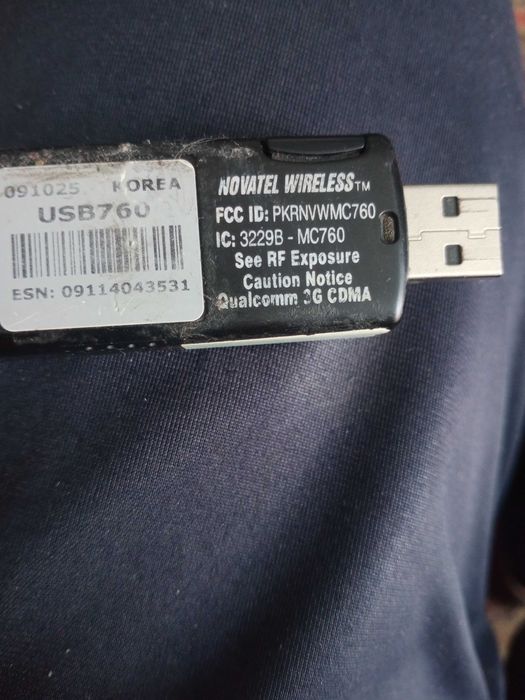 091025 KOREA
USB760
ESN: 09114043531
NOVATEL WIRELESS™
FCC ID: PKRNVWMC760
IC: 3229B - MC760
See RF Exposure
Caution Notice
Qualcomm 3G CDMA